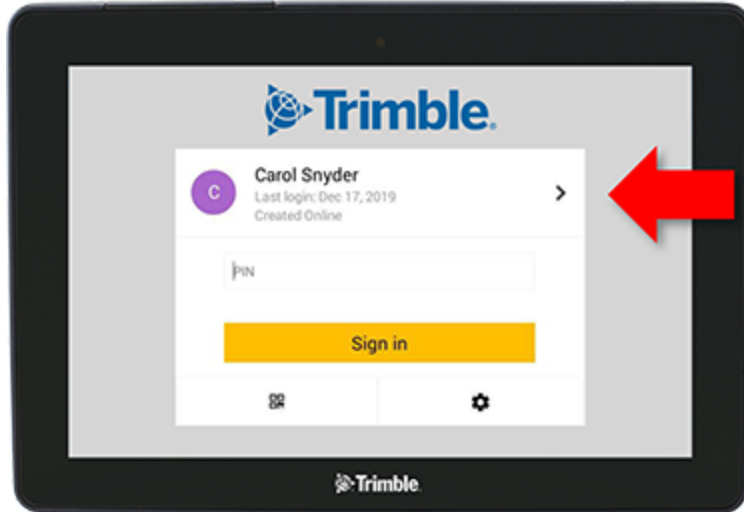 Trimble.
C
Carol Snyder
Last login: Dec 17, 2019
Created Online
PIN
Sign in
Trimble.